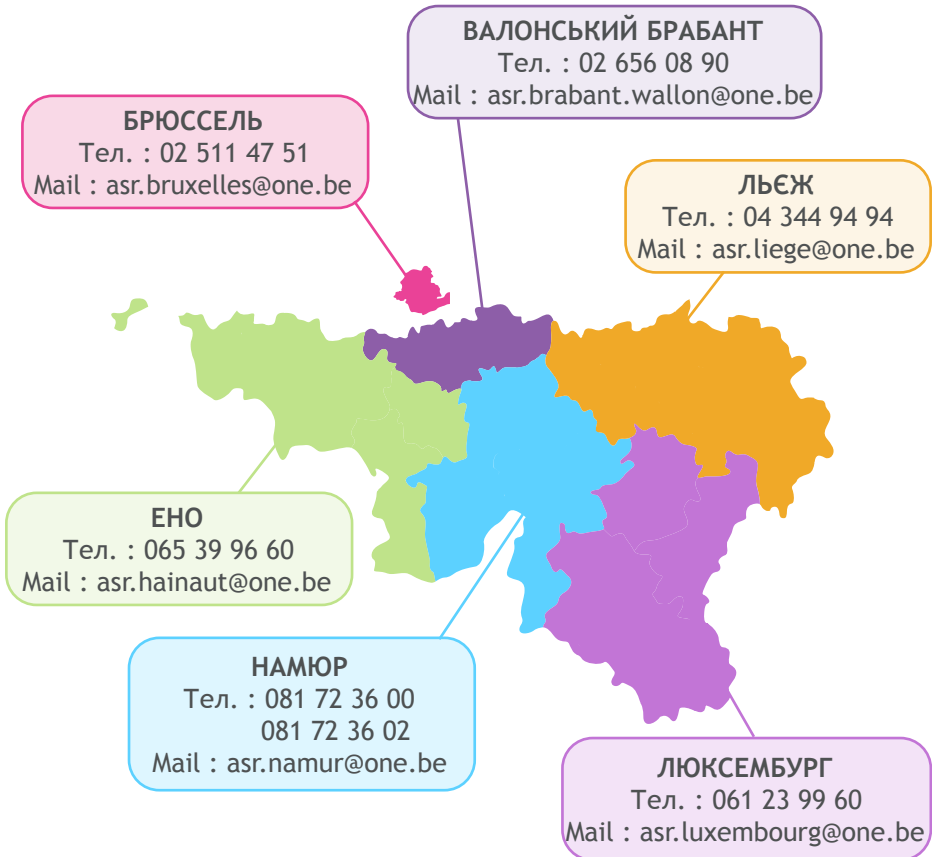 ВАЛОНСЬКИЙ БРАБАНТ
Тел. : 02 656 08 90
Mail : asr.brabant.wallon@one.be
БРЮССЕЛЬ
Тел. : 02 511 47 51
Mail : asr.bruxelles@one.be
ЛЬЄЖ
Тел. : 04 344 94 94
Mail : asr.liege@one.be
ЕНО
Тел. : 065 39 96 60
Mail : asr.hainaut@one.be
НАМЮР
Тел. : 081 72 36 00
081 72 36 02
Mail : asr.namur@one.be
ЛЮКСЕМБУРГ
Тел. : 061 23 99 60
Mail : asr.luxembourg@one.be